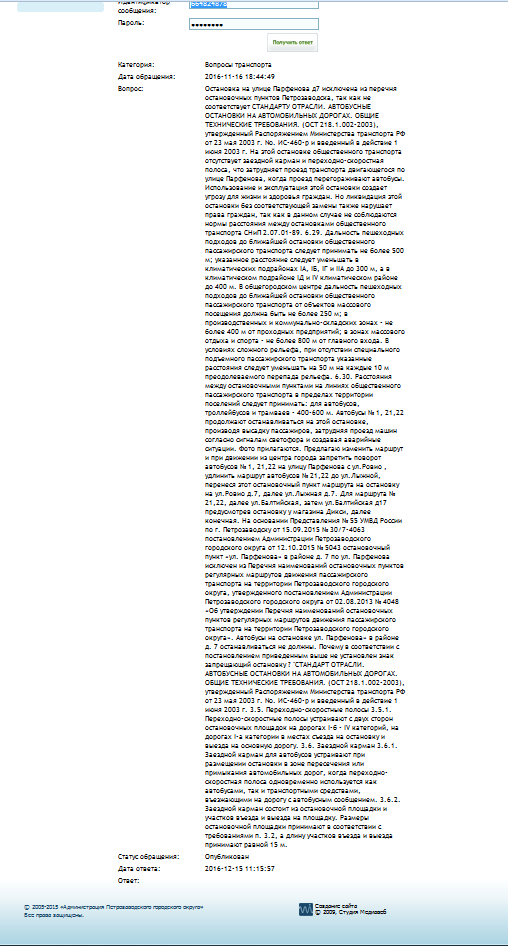 Идентификатор
сообщения:
664824878
Пароль:
Получить ответ
Категория: Вопросы транспорта
Дата обращения: 2016-11-16 18:44:49
Вопрос: Остановка на улице Парфенова д7 исключена из перечня
остановочных пунктов Петрозаводска, так как не
соответствует СТАНДАРТУ ОТРАСЛИ. АВТОБУСНЫЕ
ОСТАНОВКИ НА АВТОМОБИЛЬНЫХ ДОРОГАХ. ОБЩИЕ
ТЕХНИЧЕСКИЕ ТРЕБОВАНИЯ. (ОСТ 218.1.002-2003),
утвержденный Распоряжением Министерства транспорта РФ
от 23 мая 2003 г. No. ИС-460-р и введенный в действие 1
июня 2003 г. На этой остановке общественного транспорта
отсутствует заездной карман и переходно-скоростная
полоса, что затрудняет проезд транспорта двигающегося по
улице Парфенова, когда проезд перегораживают автобусы.
Использование и эксплуатация этой остановки создает
угрозу для жизни и здоровья граждан. Но ликвидация этой
остановки без соответствующей замены также нарушает
права граждан, так как в данном случае не соблюдаются
нормы расстояния между остановками общественного
транспорта СНиП 2.07.01-89. 6.29. Дальность пешеходных
подходов до ближайшей остановки общественного
пассажирского транспорта следует принимать не более 500
м; указанное расстояние следует уменьшать в
климатических подрайонах IА, IБ, IГ и IIА до 300 м, а в
климатическом подрайоне IД и IV климатическом районе
до 400 м. В общегородском центре дальность пешеходных
подходов до ближайшей остановки общественного
пассажирского транспорта от объектов массового
посещения должна быть не более 250 м; в
производственных и коммунально-складских зонах - не
более 400 м от проходных предприятий; в зонах массового
отдыха и спорта - не более 800 м от главного входа. В
условиях сложного рельефа, при отсутствии специального
подъемного пассажирского транспорта указанные
расстояния следует уменьшать на 50 м на каждые 10 м
преодолеваемого перепада рельефа. 6.30. Расстояния
между остановочными пунктами на линиях общественного
пассажирского транспорта в пределах территории
поселений следует принимать: для автобусов,
троллейбусов и трамваев - 400-600 м. Автобусы № 1, 21,22
продолжают останавливаться на этой остановке,
производя высадку пассажиров, затрудняя проезд машин
согласно сигналам светофора и создавая аварийные
ситуации. Фото прилагаются. Предлагаю изменить маршрут
и при движении из центра города запретить поворот
автобусов № 1, 21,22 на улицу Парфенова с ул.Ровио ,
удлинить маршрут автобусов № 21,22 до ул.Лыжной,
перенеся этот остановочный пункт маршрута на остановку
на ул.Ровио д.7, далее ул.Лыжная д.7. Для маршрута №
21,22, далее ул.Балтийская, затем ул.Балтийская д17
предусмотрев остановку у магазина Дикси, далее
конечная. На основании Представления № 55 УМВД России
по г. Петрозаводску от 15.09.2015 № 30/7-4063
постановлением Администрации Петрозаводского
городского округа от 12.10.2015 № 5043 остановочный
пункт «ул. Парфенова» в районе д. 7 по ул. Парфенова
исключен из Перечня наименований остановочных пунктов
регулярных маршрутов движения пассажирского
транспорта на территории Петрозаводского городского
округа, утвержденного постановлением Администрации
Петрозаводского городского округа от 02.08.2013 № 4048
«Об утверждении Перечня наименований остановочных
пунктов регулярных маршрутов движения пассажирского
транспорта на территории Петрозаводского городского
округа». Автобусы на остановке ул. Парфенова» в районе
д. 7 останавливаться не должны. Почему в соответствии с
постановлением приведенным выше не установлен знак
запрещающий остановку? "СТАНДАРТ ОТРАСЛИ.
АВТОБУСНЫЕ ОСТАНОВКИ НА АВТОМОБИЛЬНЫХ ДОРОГАХ.
ОБЩИЕ ТЕХНИЧЕСКИЕ ТРЕБОВАНИЯ. (ОСТ 218.1.002-2003),
утвержденный Распоряжением Министерства транспорта РФ
от 23 мая 2003 г. No. ИС-460-р и введенный в действие 1
июня 2003 г. 3.5. Переходно-скоростные полосы 3.5.1.
Переходно-скоростные полосы устраивают с двух сторон
остановочных площадок на дорогах I-б - IV категорий, на
дорогах I-а категории в местах съезда на остановку и
выезда на основную дорогу. 3.6. Заездной карман 3.6.1.
Заездной карман для автобусов устраивают при
размещении остановки в зоне пересечения или
примыкания автомобильных дорог, когда переходно-
скоростная полоса одновременно используется как
автобусами, так и транспортными средствами,
въезжающими на дорогу с автобусным сообщением. 3.6.2.
Заездной карман состоит из остановочной площадки и
участков въезда и выезда на площадку. Размеры
остановочной площадки принимают в соответствии с
требованиями п. 3.2, а длину участков въезда и выезда
принимают равной 15 м.
Статус обращения: Опубликован
Дата ответа: 2016-12-15 11:15:57
Ответ:
© 2005-2015 «Администрация Петрозаводского городского округа»
Все права защищены.
Создание сайта
© 2009, Студия Медиавеб